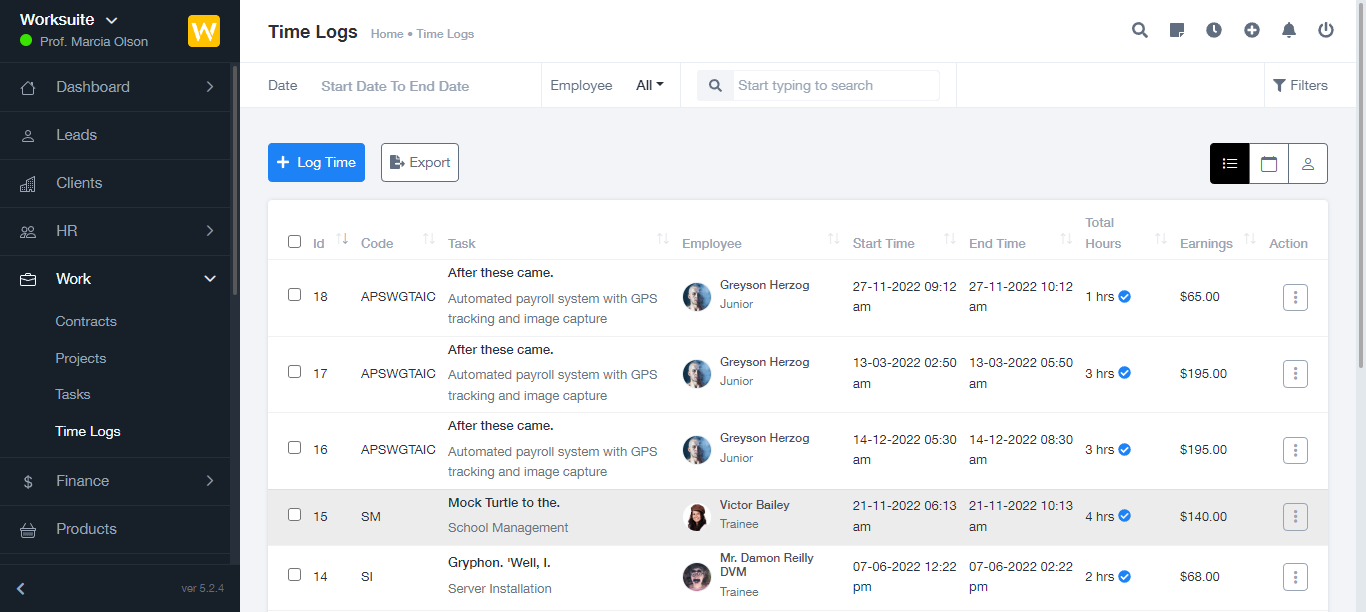 Worksuite
Prof. Marcia Olson
W
Dashboard
Leads
Clients
HR
Work
Contracts
Projects
Tasks
Time Logs
Finance
Products
ver 5.2.4
Time Logs Home • Time Logs
Date Start Date To End Date Employee All Start typing to search Filters
+ Log Time Export
Total
Id Code Task Employee Start Time End Time Hours Earnings Action
After these came.
18 APSWGTAIC Automated payroll system with GPS
tracking and image capture
Greyson Herzog
Junior
27-11-2022 09:12
am
27-11-2022 10:12
am
1 hrs $65.00
After these came.
17 APSWGTAIC Automated payroll system with GPS
tracking and image capture
Greyson Herzog
Junior
13-03-2022 02:50
am
13-03-2022 05:50
am
3 hrs $195.00
After these came.
16 APSWGTAIC Automated payroll system with GPS
tracking and image capture
Greyson Herzog
Junior
14-12-2022 05:30
am
14-12-2022 08:30
am
3 hrs $195.00
Mock Turtle to the.
15 SM School Management
Victor Bailey
Trainee
21-11-2022 06:13
am
21-11-2022 10:13
am
4 hrs $140.00
Gryphon. 'Well, I.
14 SI Server Installation
Mr. Damon Reilly
DVM
Trainee
07-06-2022 12:22
pm
07-06-2022 02:22
pm
2 hrs $68.00